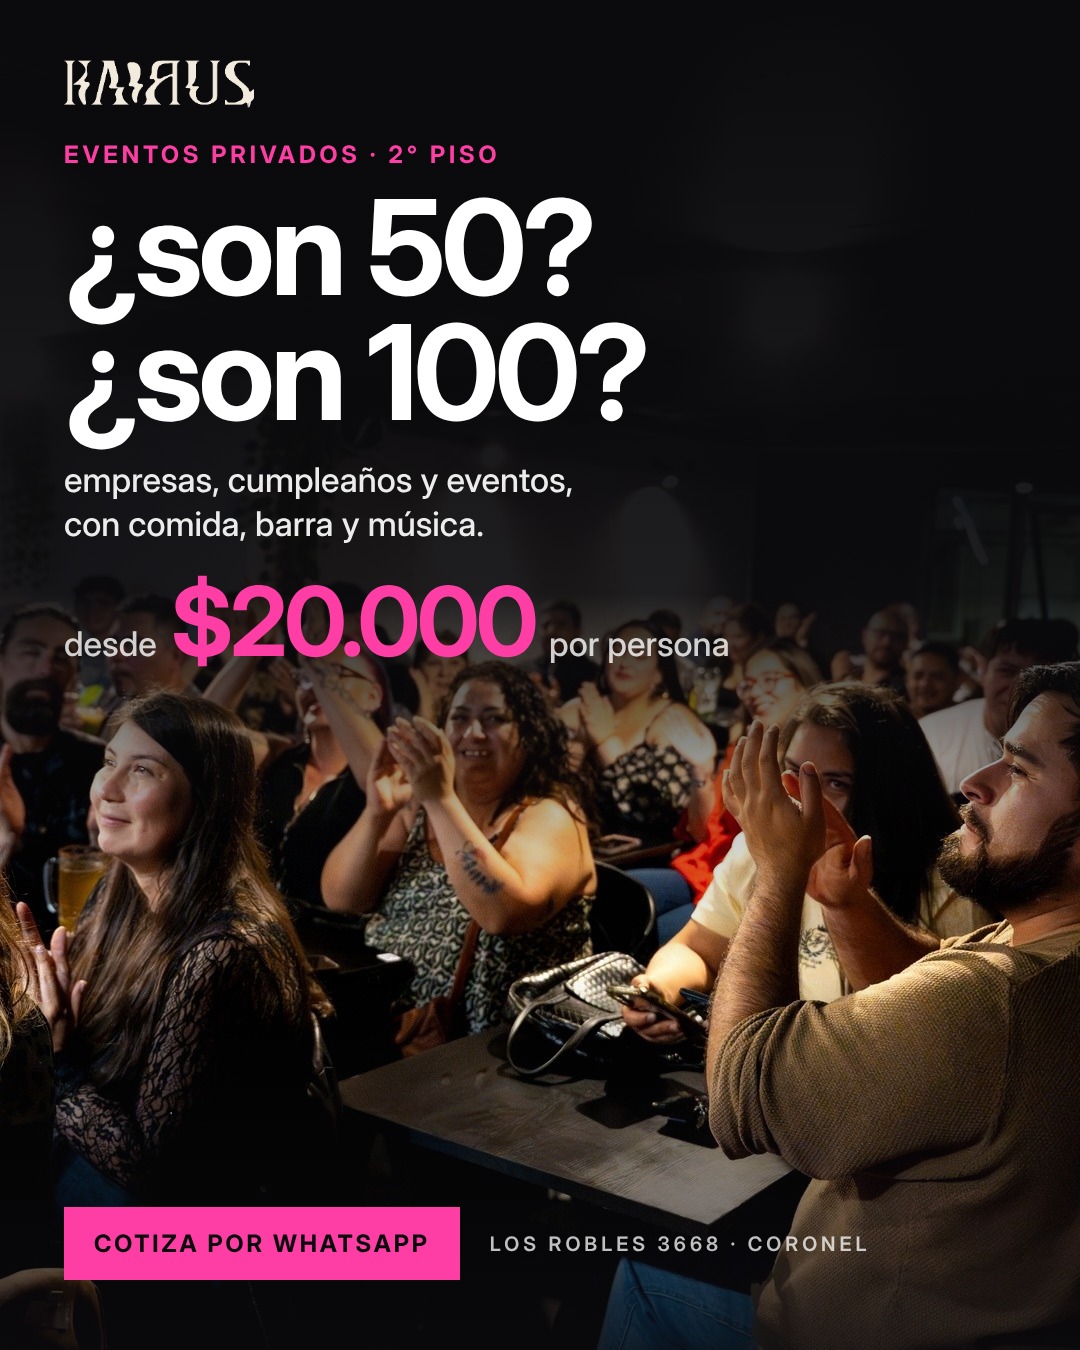 KAIRUS
EVENTOS PRIVADOS · 2° PISO
¿son 50?
¿son 100?
empresas, cumpleaños y eventos,
con comida, barra y música.
desde $20.000 por persona
COTIZA POR WHATSAPP
LOS ROBLES 3668 · CORONEL